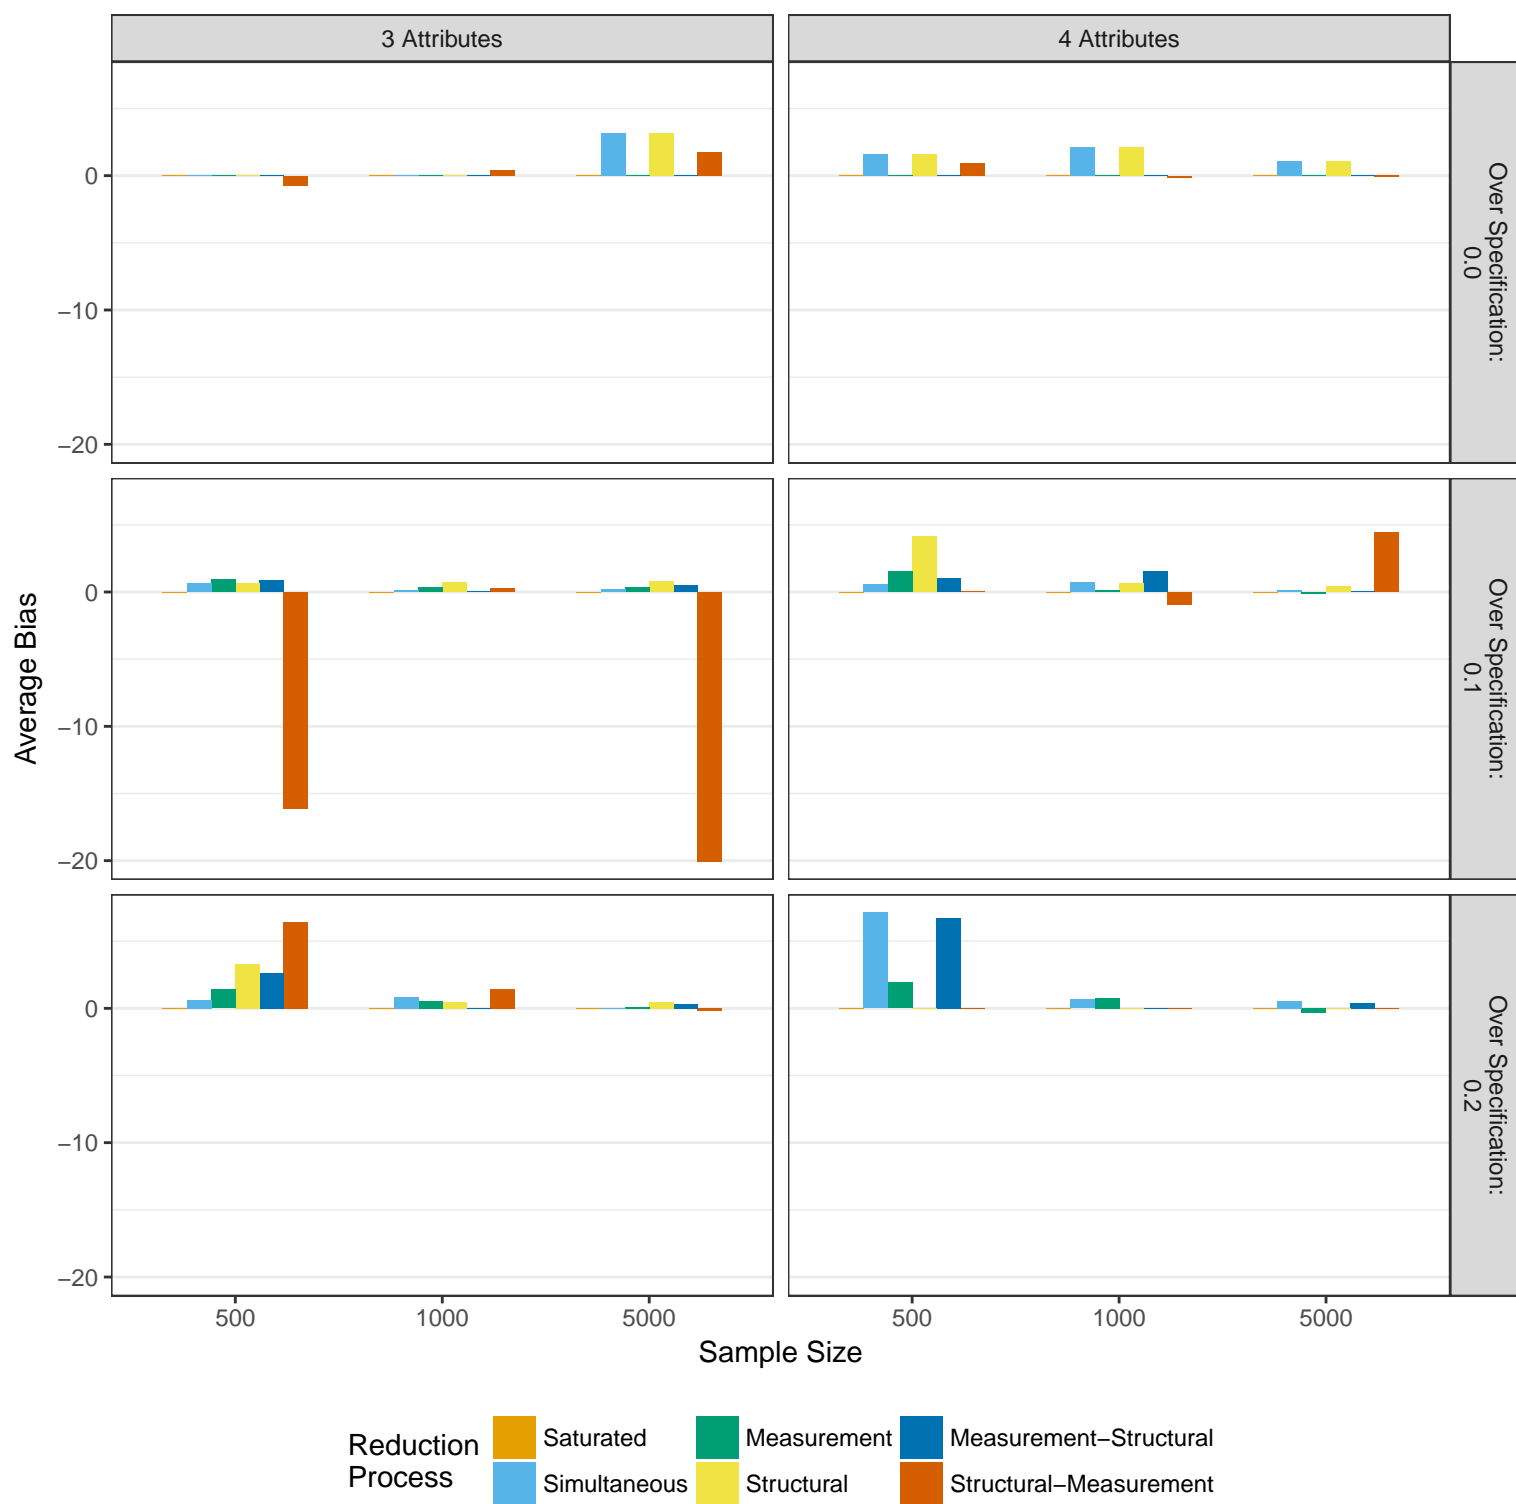 3 Attributes
4 Attributes
0
−10
−20
Over Specification:
0.0
0
−10
−20
Over Specification:
0.1
0
−10
−20
Over Specification:
0.2
Average Bias
500
1000
5000
500
1000
5000
Sample Size
Reduction
Process
Saturated
Simultaneous
Measurement
Structural
Measurement−Structural
Structural−Measurement